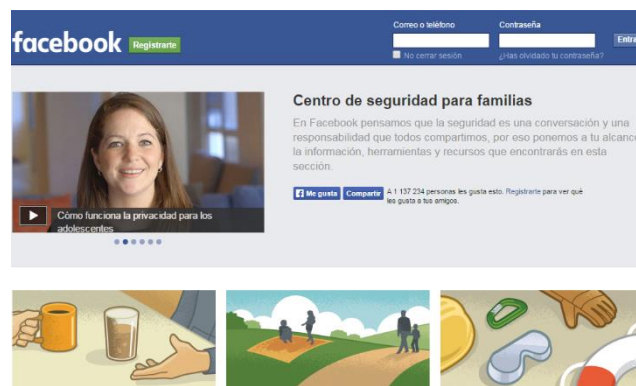 Correo o teléfono Contraseña
facebook Registrarte Entra
No cerrar sesión ¿Has olvidado tu contraseña?
Centro de seguridad para familias
En Facebook pensamos que la seguridad es una conversación y una
responsabilidad que todos compartimos, por eso ponemos a tu alcance
la información, herramientas y recursos que encontrarás en esta
sección.
Me gusta Compartir A 1 137 234 personas les gusta esto. Registrarte para ver qué
les gusta a tus amigos.
Cómo funciona la privacidad para los
adolescentes